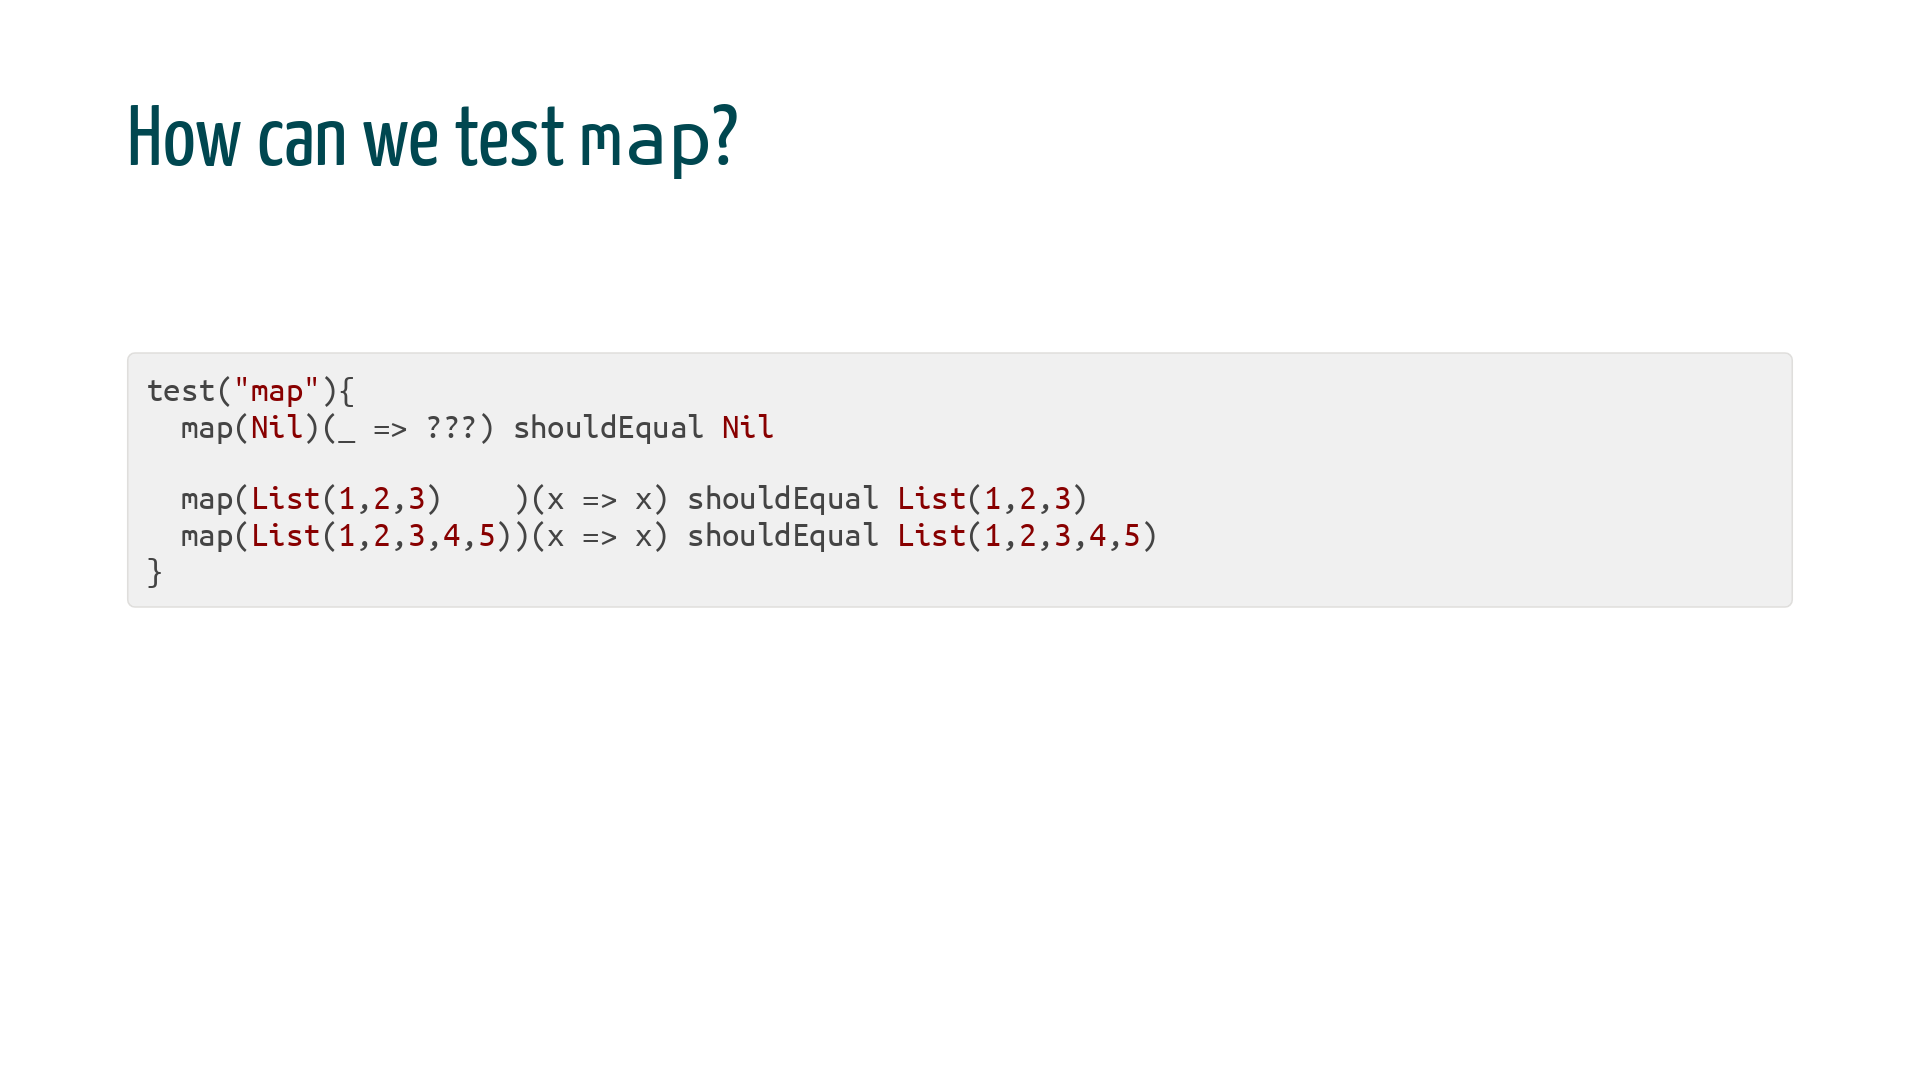 How can we test map?
test("map"){
  map(Nil)(_ => ???) shouldEqual Nil
  map(List(1,2,3)    )(x => x) shouldEqual List(1,2,3)
  map(List(1,2,3,4,5))(x => x) shouldEqual List(1,2,3,4,5)
}